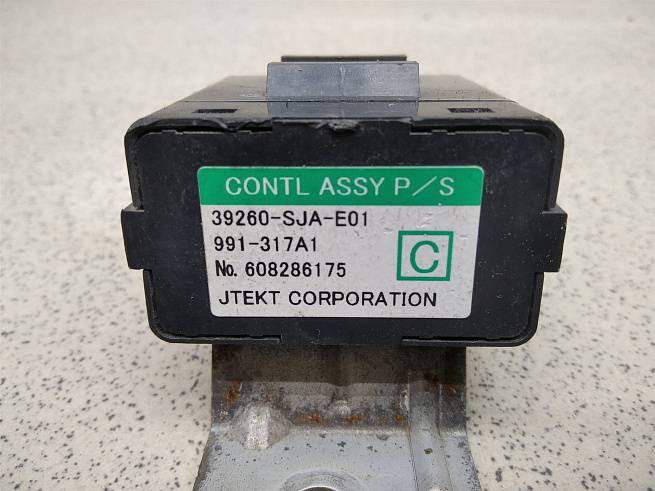 CONTL ASSY P/S
39260-SJA-E01
991-317A1
C
No. 608286175
JTEKT CORPORATION